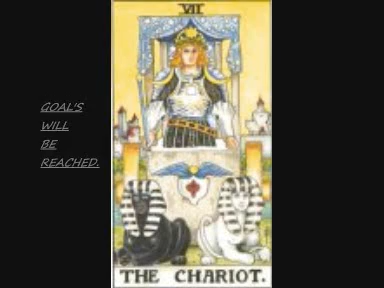 VII
GOAL'S
WILL
BE
REACHED.
THE CHARIOT.